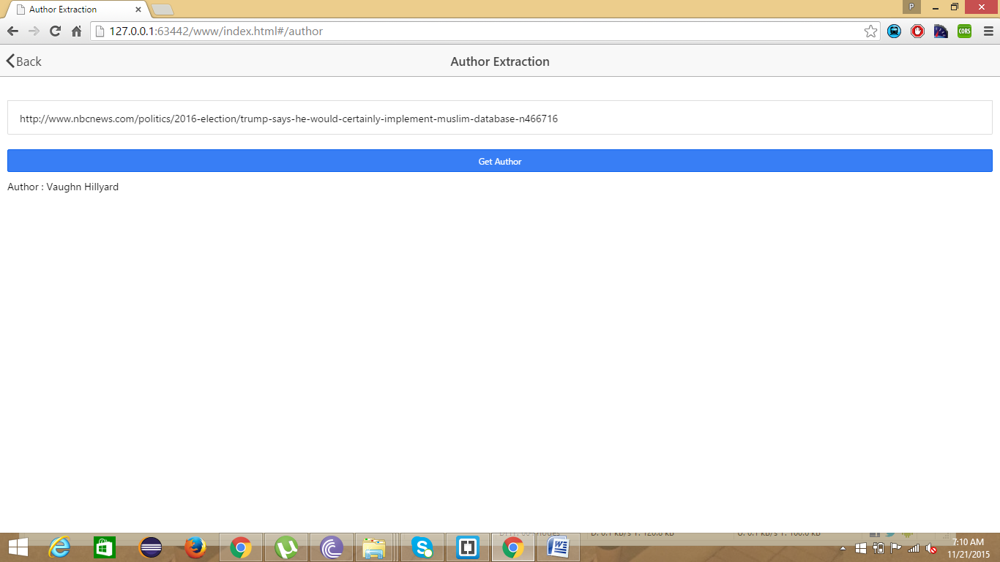 Author Extraction
P
127.0.0.1:63442/www/index.html#/author
CORS
Back
Author Extraction
http://www.nbcnews.com/politics/2016-election/trump-says-he-would-certainly-implement-muslim-database-n466716
Get Author
Author : Vaughn Hillyard
7:10 AM
11/21/2015